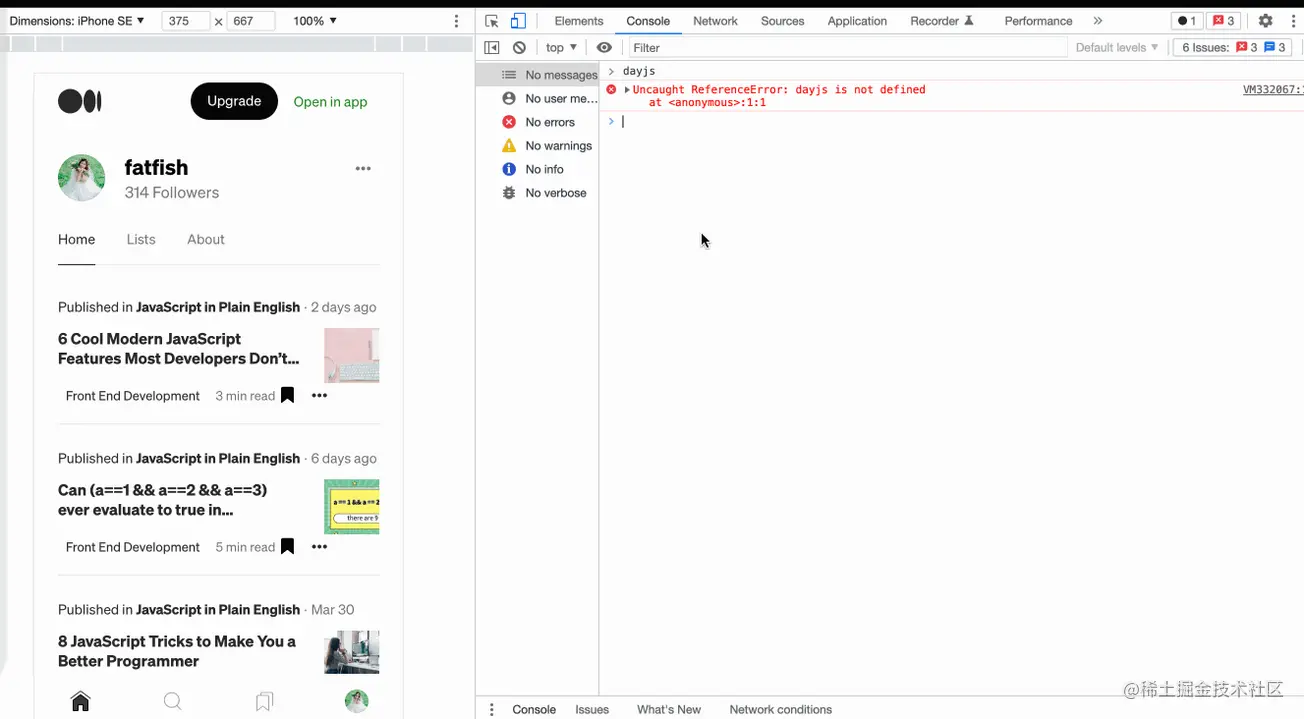 Dimensions: iPhone SE ▼ 375 x 667 100% ▼
Elements Console Network Sources Application Recorder Performance » 1 3
top ▼ Filter Default levels ▼ 6 Issues: 3 3
Upgrade Open in app
fatfish
314 Followers
Home Lists About
Published in JavaScript in Plain English · 2 days ago
6 Cool Modern JavaScript
Features Most Developers Don't...
Front End Development 3 min read
Published in JavaScript in Plain English · 6 days ago
Can (a==1 && a==2 && a==3)
ever evaluate to true in...
a == 1 && a == 2
there are 9
Front End Development 5 min read
Published in JavaScript in Plain English · Mar 30
8 JavaScript Tricks to Make You a
Better Programmer
No messages
No user me...
No errors
No warnings
No info
No verbose
> dayjs
Uncaught ReferenceError: dayjs is not defined VM332067:1
at <anonymous>:1:1
>
Console Issues What's New Network conditions
@稀土掘金技术社区